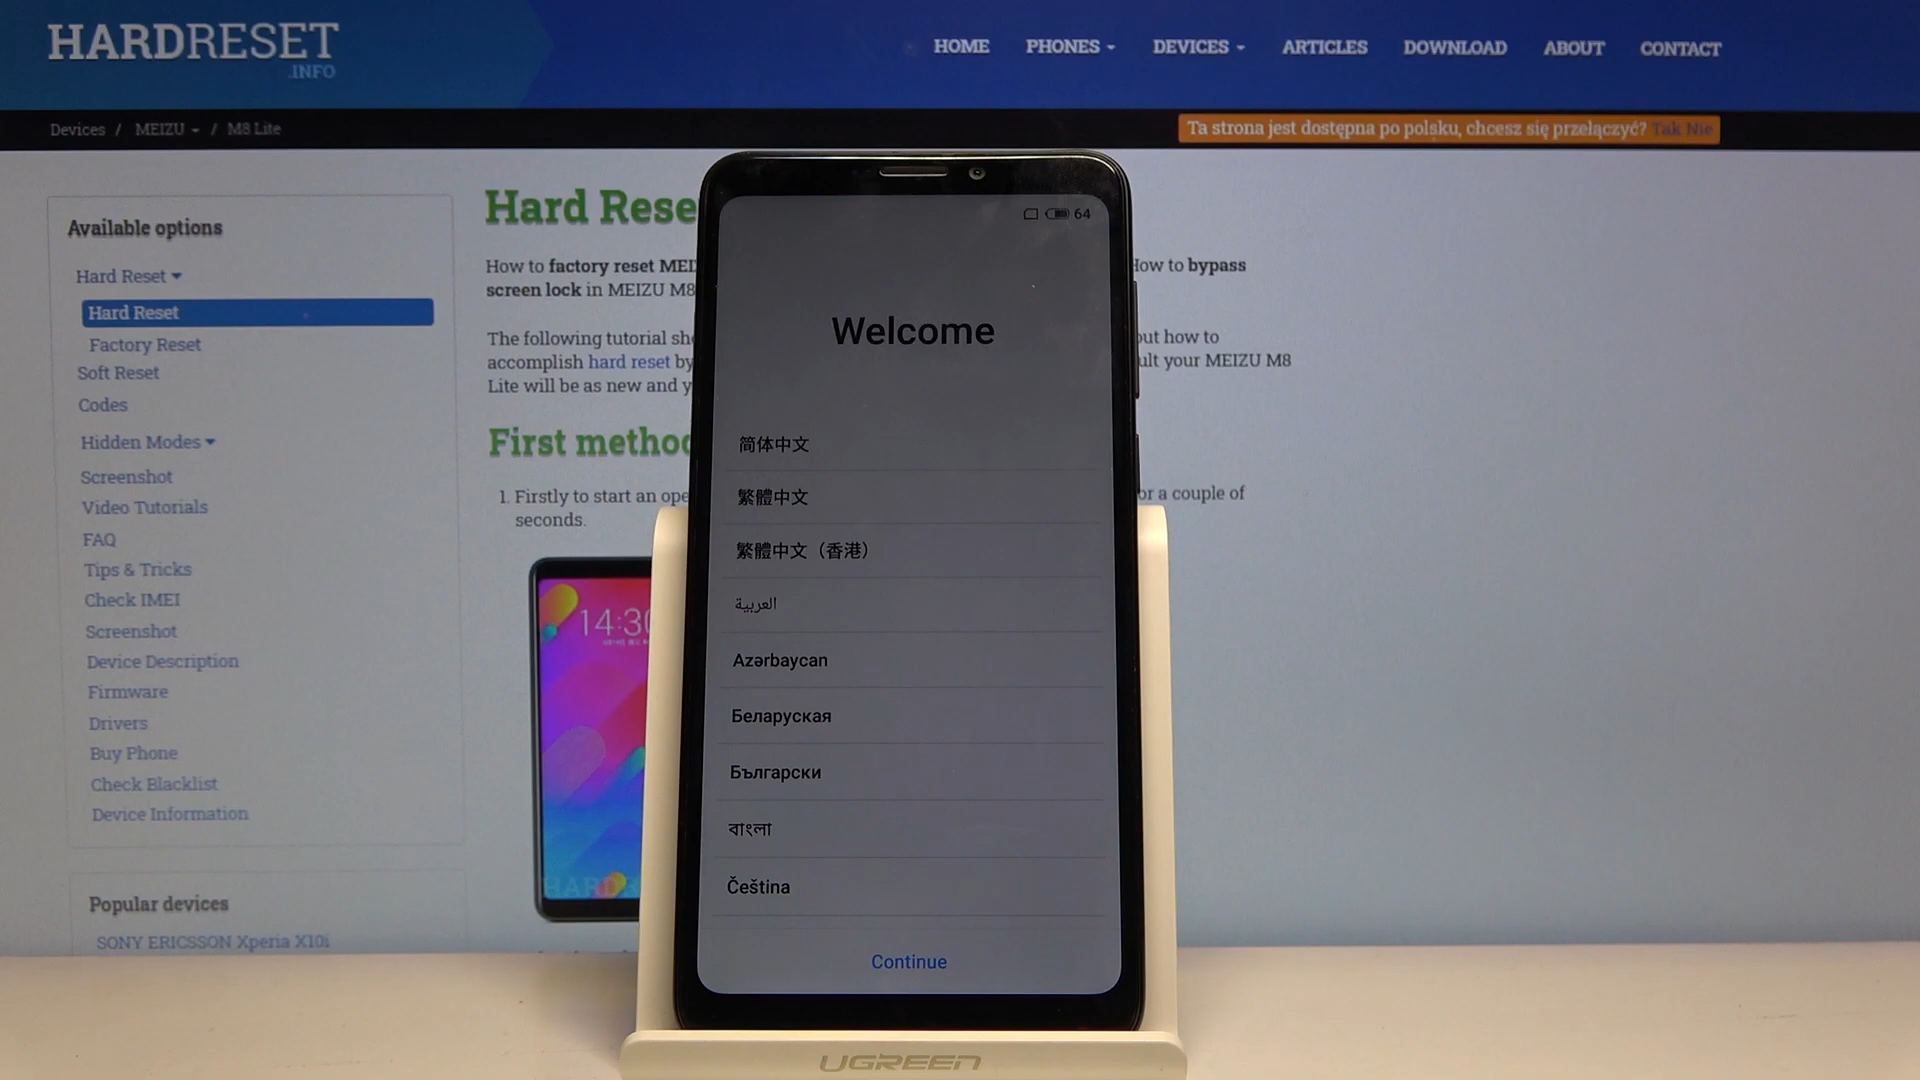 HARDRESET
.INFO
HOME PHONES DEVICES ARTICLES DOWNLOAD ABOUT CONTACT
Devices / MEIZU / M8 Lite
Ta strona jest dostępna po polsku, chcesz się przełączyć? Tak Nie
Available options
Hard Reset
Hard Reset
Factory Reset
Soft Reset
Codes
Hidden Modes
Screenshot
Video Tutorials
FAQ
Tips & Tricks
Check IMEI
Screenshot
Device Description
Firmware
Drivers
Buy Phone
Check Blacklist
Device Information
Popular devices
SONY ERICSSON Xperia X10i
Hard Rese
How to factory reset MEI
How to bypass
screen lock in MEIZU M8
The following tutorial sh
out how to
accomplish hard reset by
ult your MEIZU M8
Lite will be as new and y
First metho
1. Firstly to start an ope
or a couple of
seconds.
14:30
64
Welcome
简体中文
繁體中文
繁體中文（香港）
العربية
Azərbaycan
Беларуская
Български
বাংলা
Čeština
Continue
UGREEN